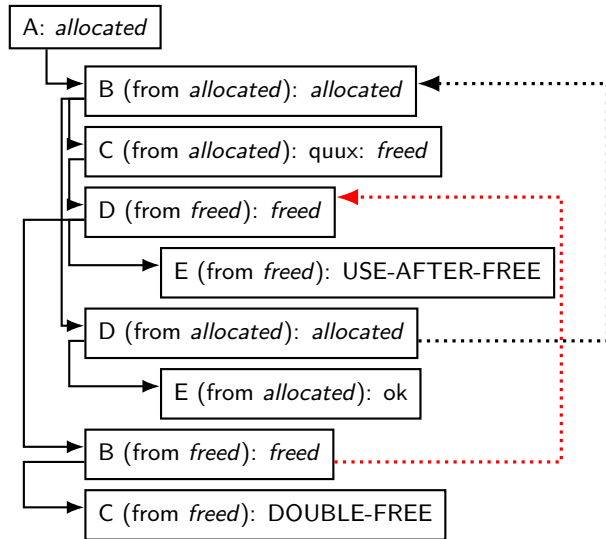 A: allocated
B (from allocated): allocated
C (from allocated): quux: freed
D (from freed): freed
E (from freed): USE-AFTER-FREE
D (from allocated): allocated
E (from allocated): ok
B (from freed): freed
C (from freed): DOUBLE-FREE